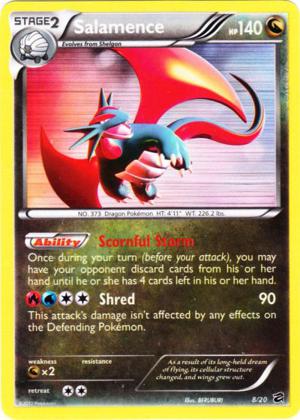 STAGE2
Salamence
HP140
Evolves from Shelgon
NO. 373 Dragon Pokémon HT: 4'11" WT: 226.2 lbs.
Ability Scornful Storm
Once during your turn (before your attack), you may
have your opponent discard cards from his or her
hand until he or she has 4 cards left in his or her hand.
Shred 90
This attack's damage isn't affected by any effects on
the Defending Pokémon.
weakness resistance
×2
retreat
As a result of its long-held dream
of flying, its cellular structure
changed, and wings grew out.
©2012 Pokémon
Illus. BERUBURI
8/20